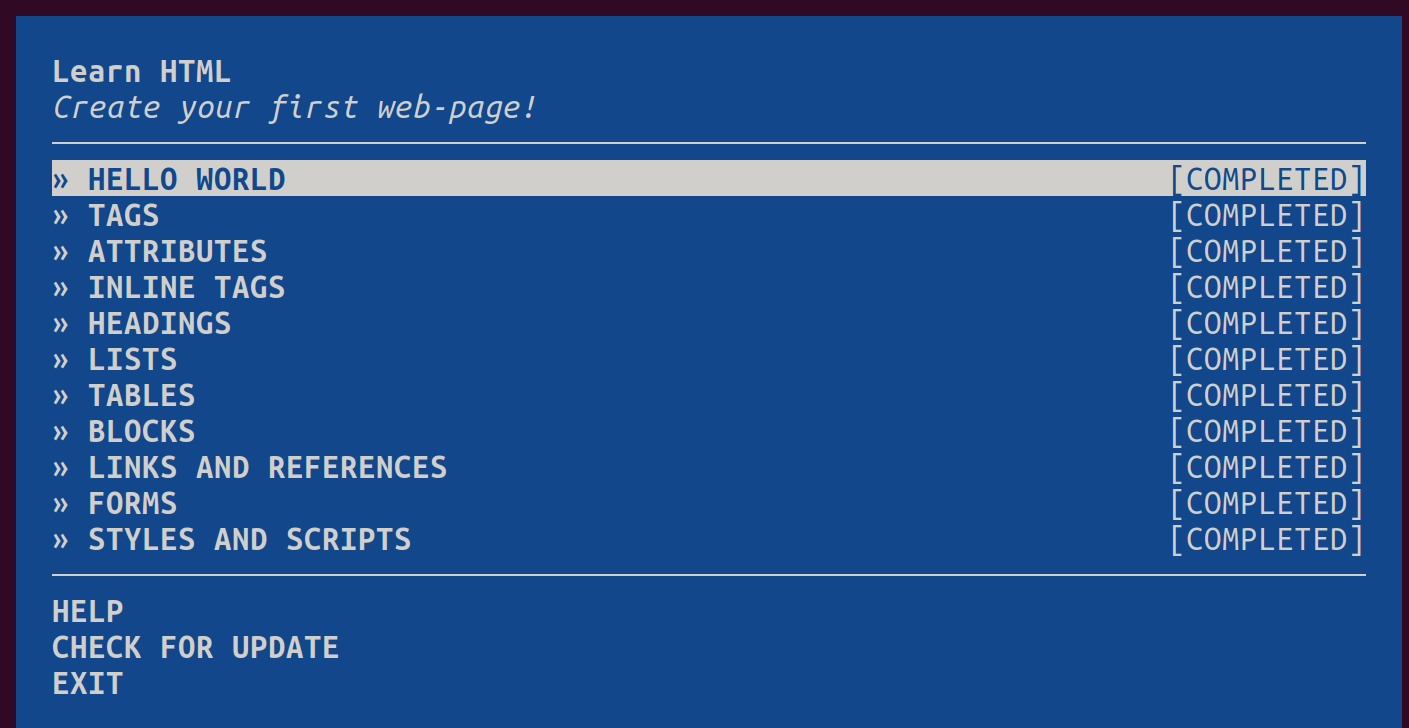 Learn HTML
Create your first web-page!
» HELLO WORLD [COMPLETED]
» TAGS [COMPLETED]
» ATTRIBUTES [COMPLETED]
» INLINE TAGS [COMPLETED]
» HEADINGS [COMPLETED]
» LISTS [COMPLETED]
» TABLES [COMPLETED]
» BLOCKS [COMPLETED]
» LINKS AND REFERENCES [COMPLETED]
» FORMS [COMPLETED]
» STYLES AND SCRIPTS [COMPLETED]
HELP
CHECK FOR UPDATE
EXIT